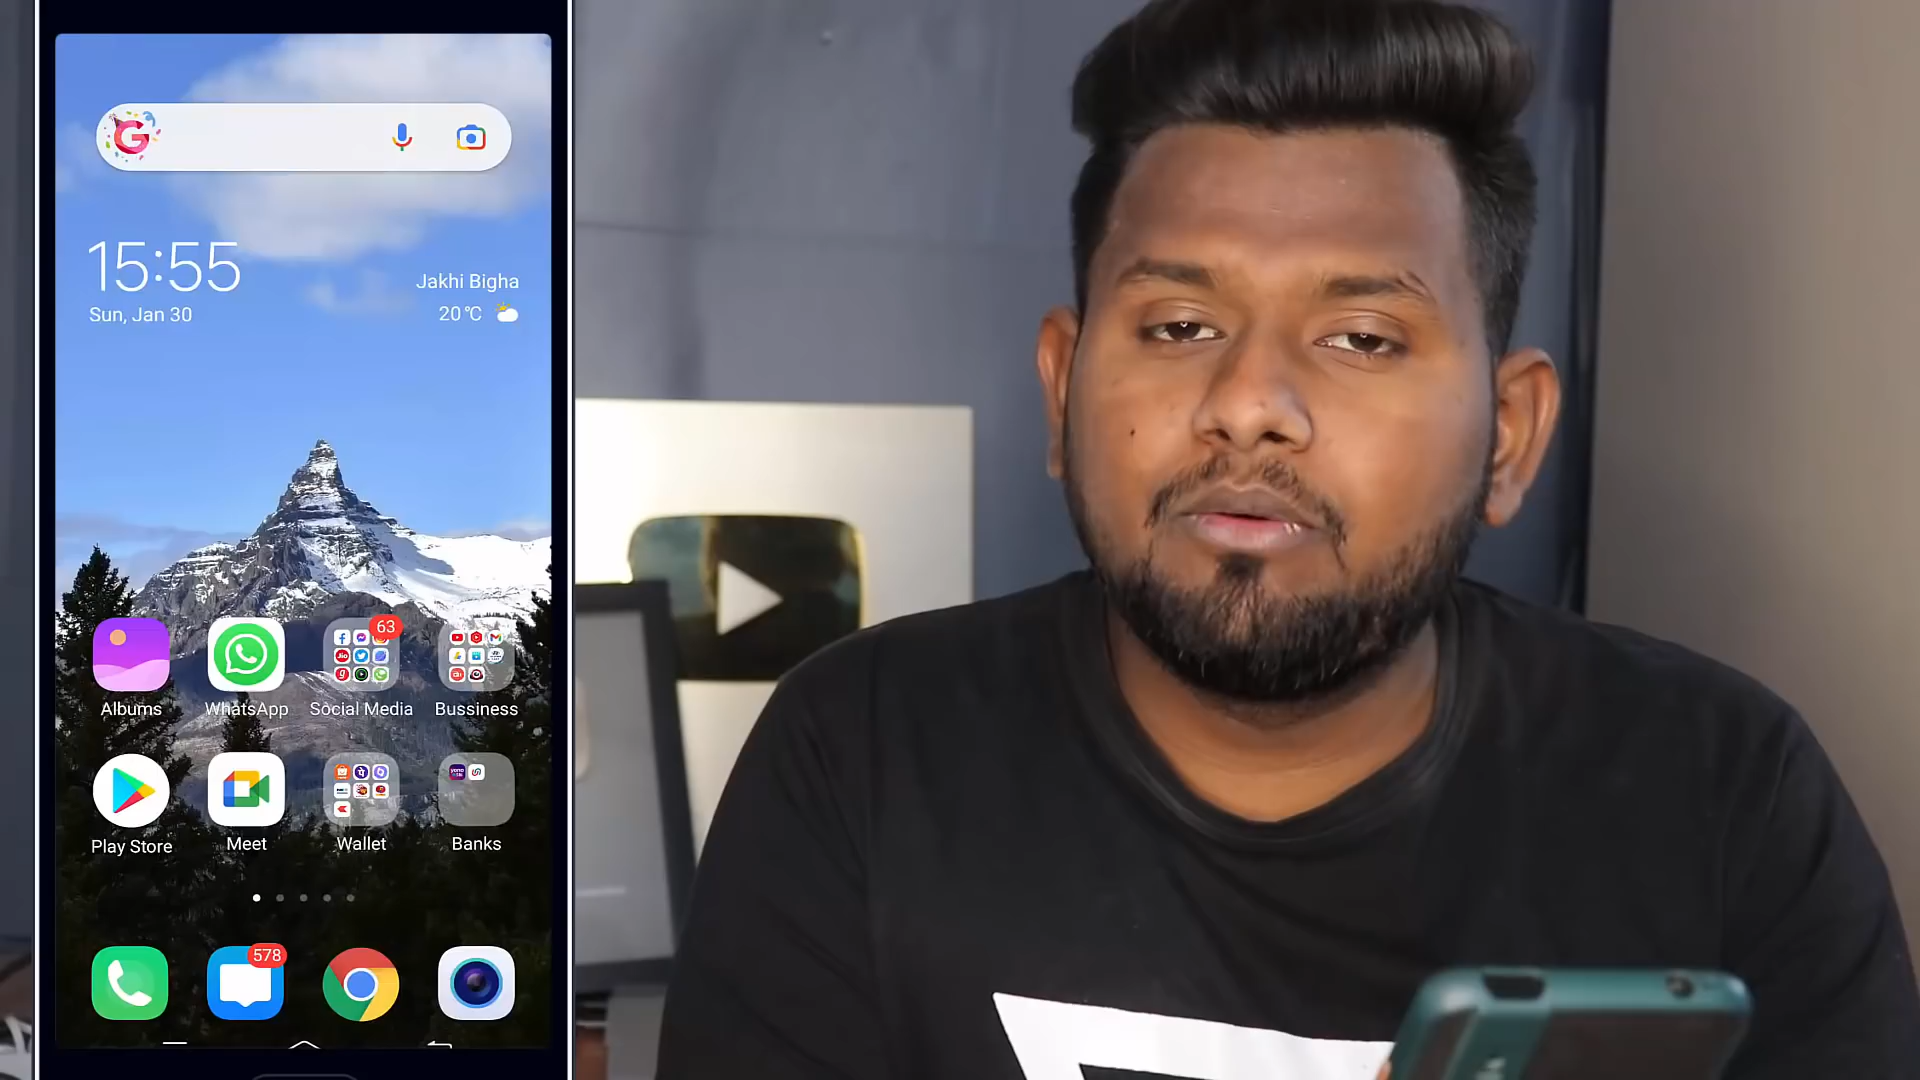 G
15:55
Sun, Jan 30
Jakhi Bigha
20°C
63
Albums
WhatsApp
Social Media
Bussiness
Play Store
Meet
Wallet
Banks
578